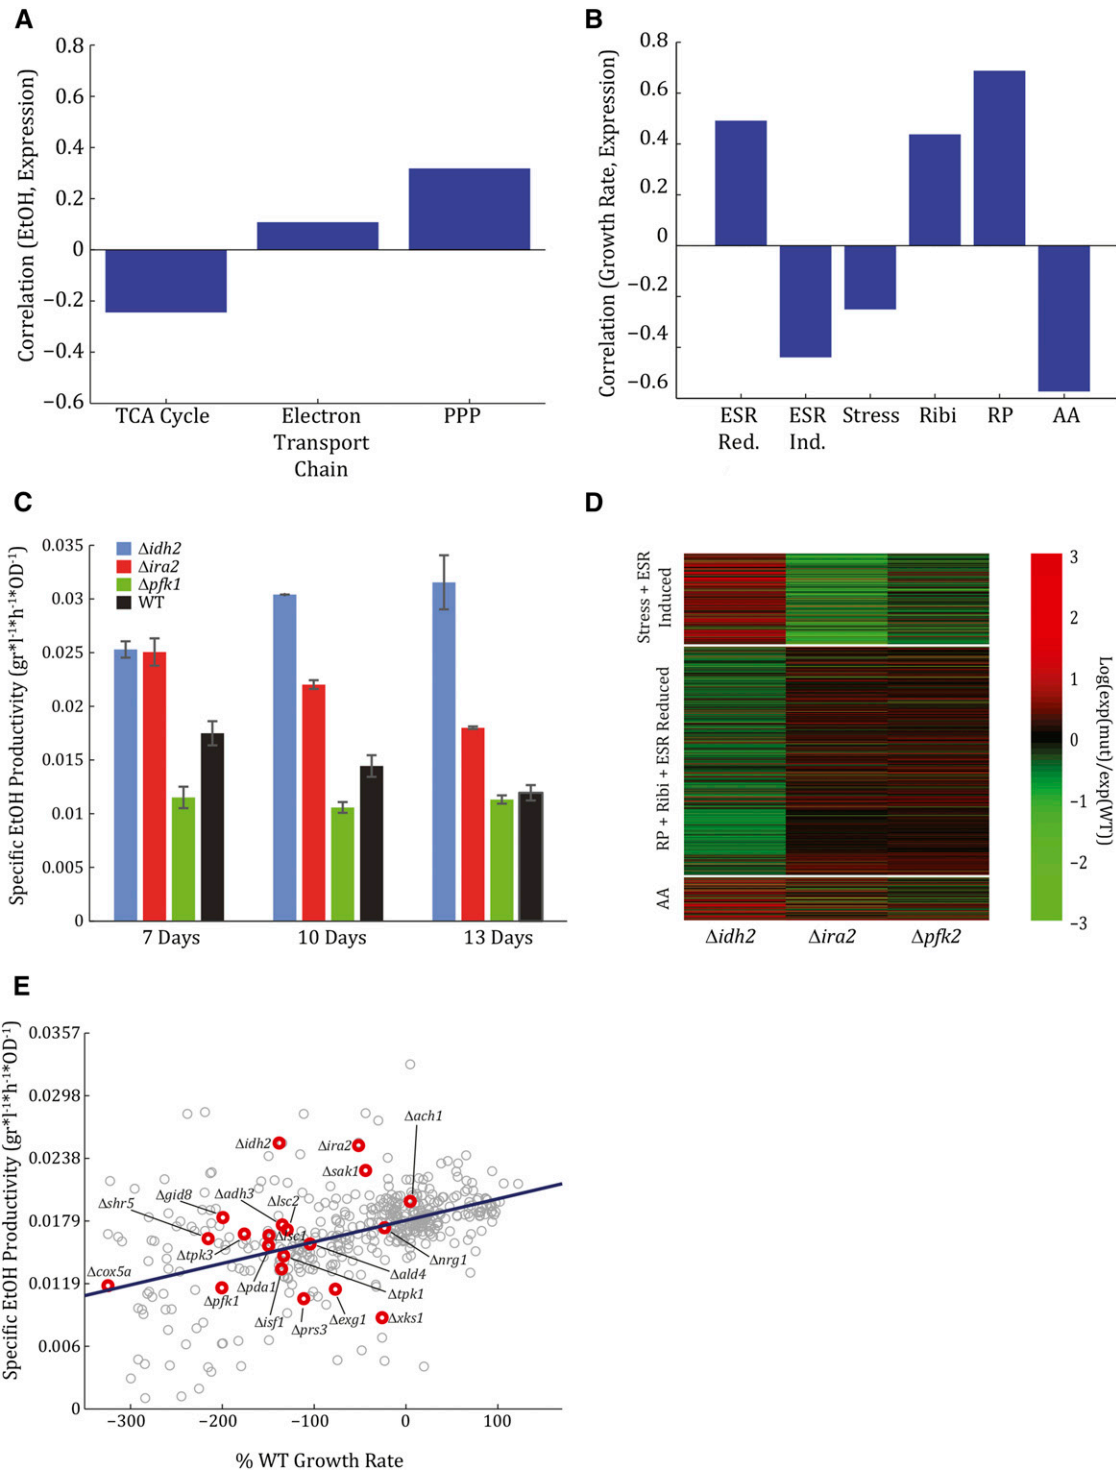 A
Correlation (EtOH, Expression)
0.8
0.6
0.4
0.2
0
−0.2
−0.4
−0.6
TCA Cycle
Electron
Transport
Chain
PPP
B
Correlation (Growth Rate, Expression)
0.8
0.6
0.4
0.2
0
−0.2
−0.4
−0.6
ESR
Red.
ESR
Ind.
Stress
Ribi
RP
AA
C
Specific EtOH Productivity (gr*l-1*h-1*OD-1)
0.035
0.03
0.025
0.02
0.015
0.01
0.005
0
Δidh2
Δira2
Δpfk1
WT
7 Days
10 Days
13 Days
D
Stress + ESR
Induced
RP + Ribi + ESR Reduced
AA
Δidh2
Δira2
Δpfk2
3
2
1
0
−1
−2
−3
Log(exp(mut)/exp(WT))
E
Specific EtOH Productivity (gr*l-1*h-1*OD-1)
0.0357
0.0298
0.0238
0.0179
0.0119
0.006
0
Δach1
Δidh2
Δira2
Δsak1
Δshr5
Δgid8
Δadh3
Δlsc2
Δlsc1
Δtpk3
Δnrg1
Δcox5a
Δpda1
Δald4
Δtpk1
Δpfk1
Δisf1
Δprs3
Δexg1
Δxks1
−300
−200
−100
0
100
% WT Growth Rate